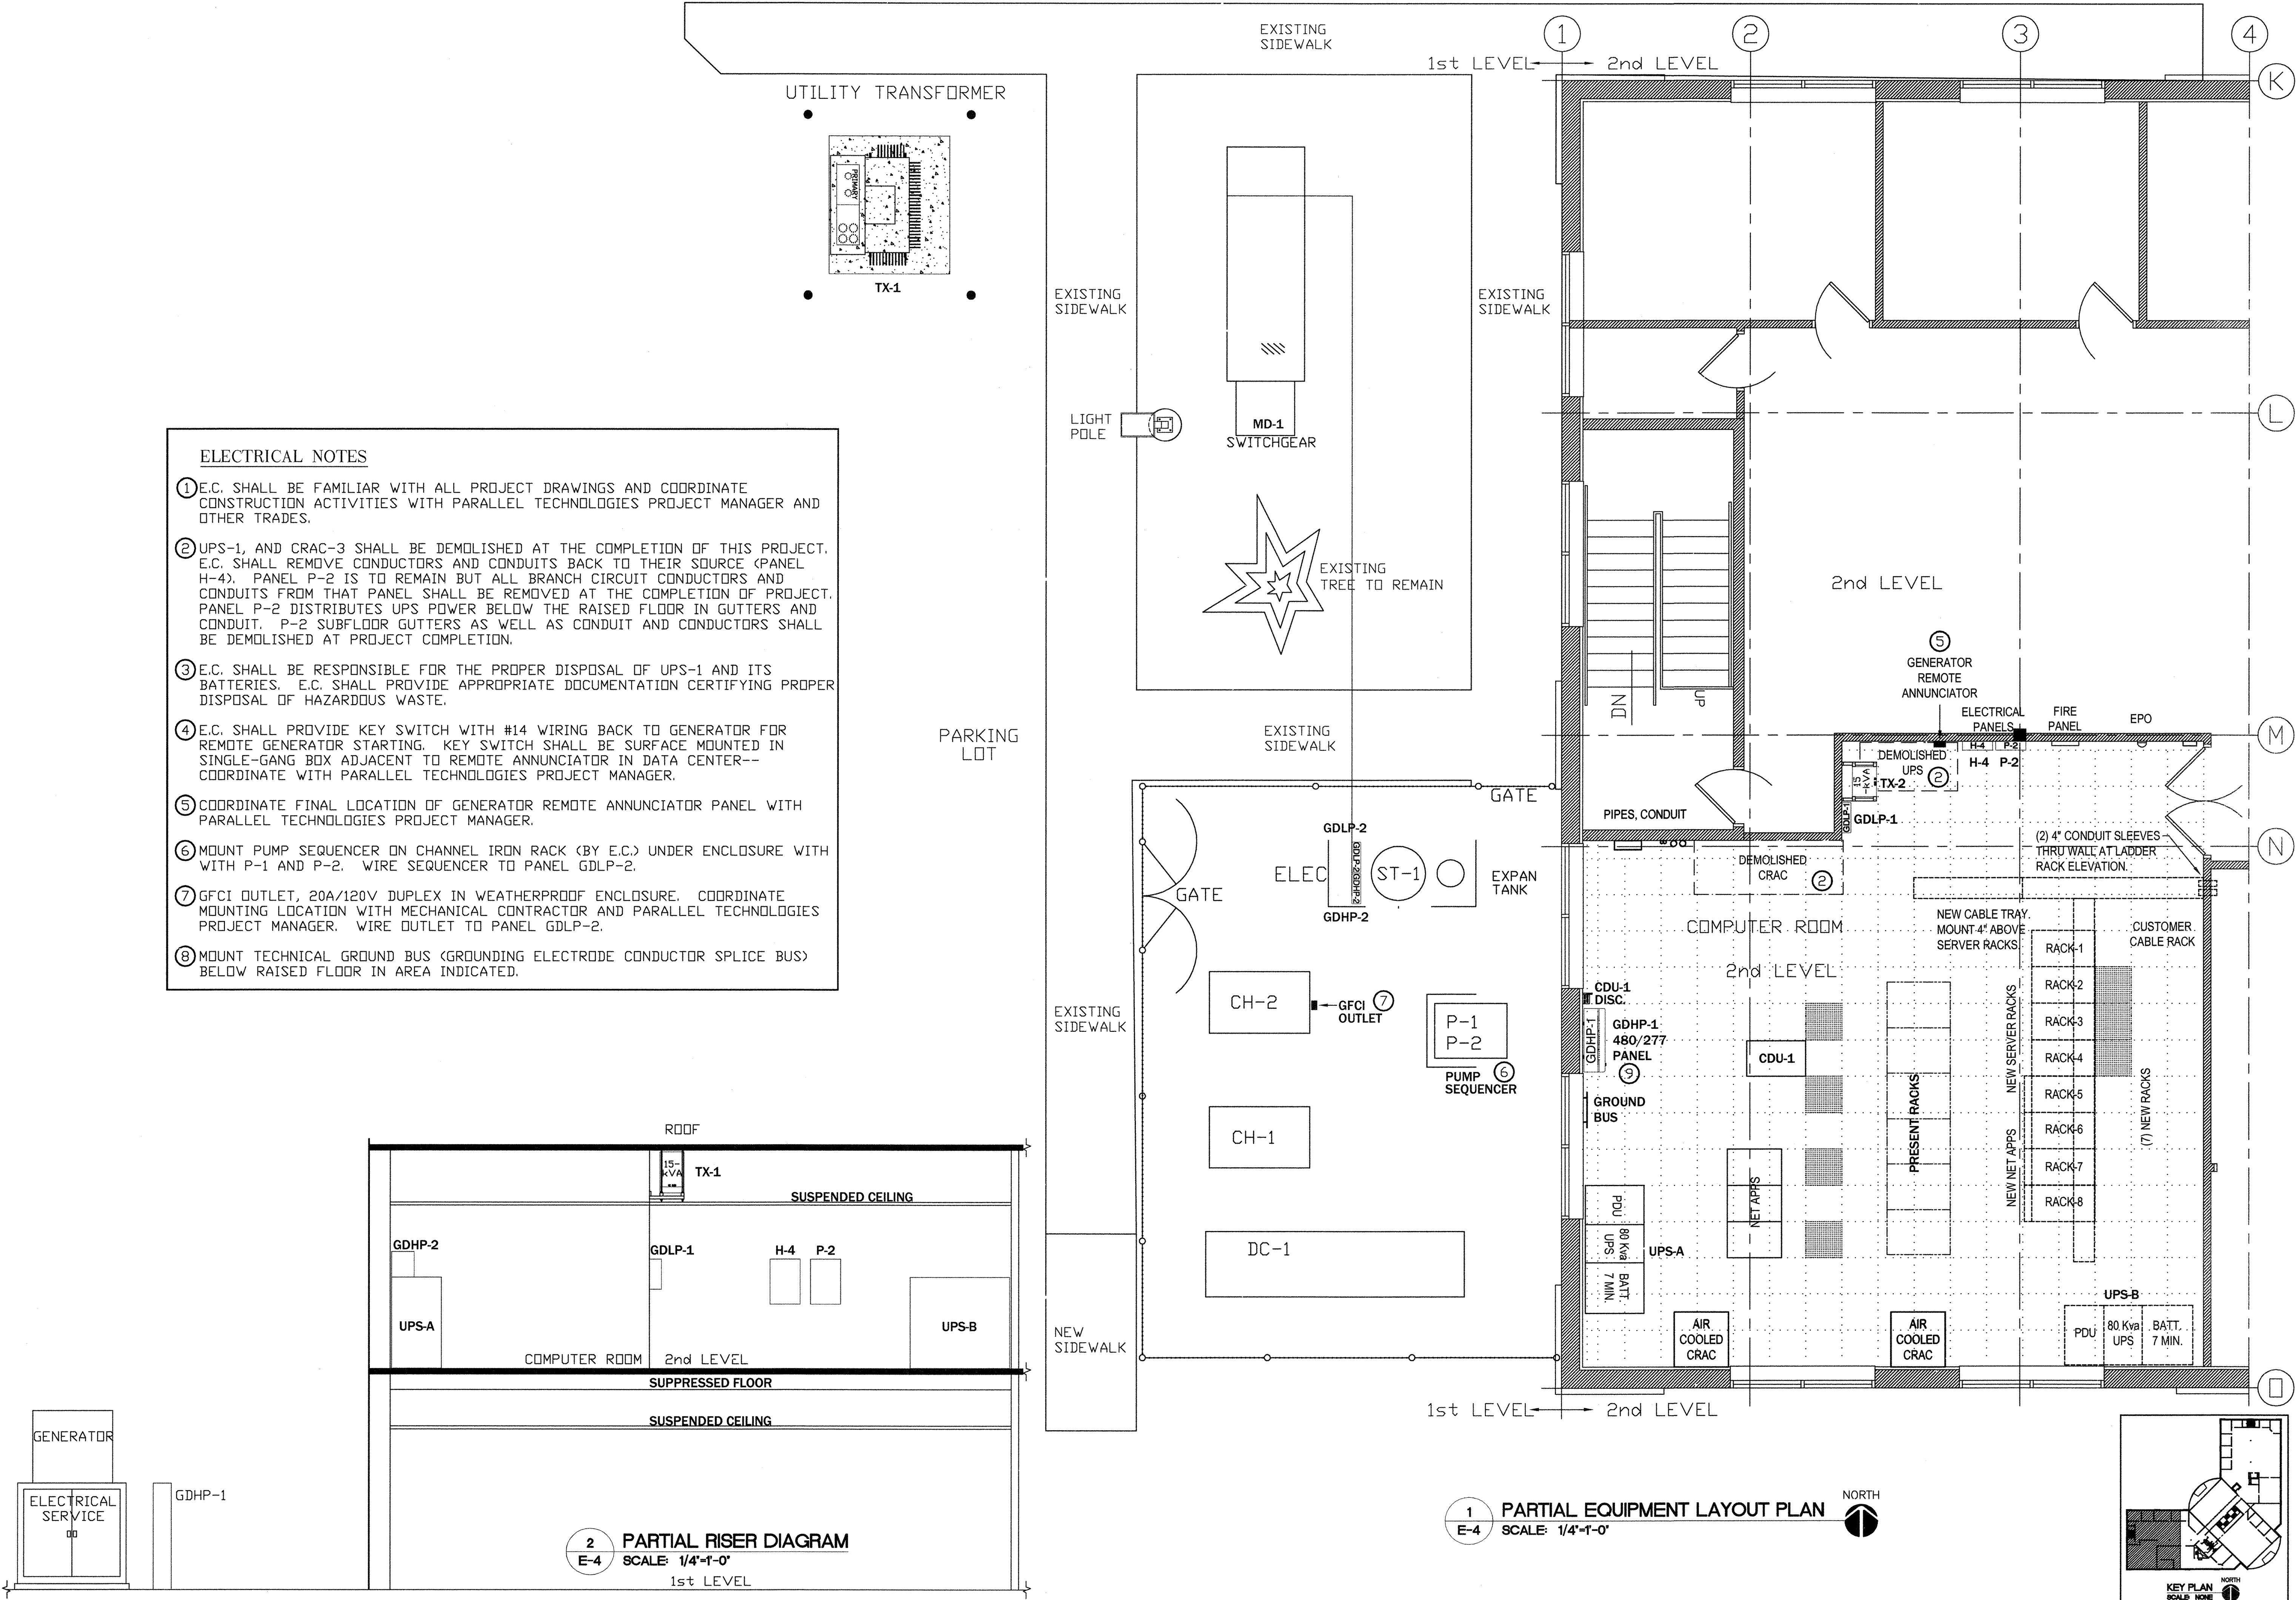 EXISTING
SIDEWALK
1
2
3
4
1st LEVEL
2nd LEVEL
K
UTILITY TRANSFORMER
PRIMARY
TX-1
EXISTING
SIDEWALK
EXISTING
SIDEWALK
L
LIGHT
POLE
MD-1
SWITCHGEAR
ELECTRICAL NOTES
1 E.C. SHALL BE FAMILIAR WITH ALL PROJECT DRAWINGS AND COORDINATE
CONSTRUCTION ACTIVITIES WITH PARALLEL TECHNOLOGIES PROJECT MANAGER AND
OTHER TRADES.
2 UPS-1, AND CRAC-3 SHALL BE DEMOLISHED AT THE COMPLETION OF THIS PROJECT.
E.C. SHALL REMOVE CONDUCTORS AND CONDUITS BACK TO THEIR SOURCE (PANEL
H-4). PANEL P-2 IS TO REMAIN BUT ALL BRANCH CIRCUIT CONDUCTORS AND
CONDUITS FROM THAT PANEL SHALL BE REMOVED AT THE COMPLETION OF PROJECT.
PANEL P-2 DISTRIBUTES UPS POWER BELOW THE RAISED FLOOR IN GUTTERS AND
CONDUIT. P-2 SUBFLOOR GUTTERS AS WELL AS CONDUIT AND CONDUCTORS SHALL
BE DEMOLISHED AT PROJECT COMPLETION.
3 E.C. SHALL BE RESPONSIBLE FOR THE PROPER DISPOSAL OF UPS-1 AND ITS
BATTERIES. E.C. SHALL PROVIDE APPROPRIATE DOCUMENTATION CERTIFYING PROPER
DISPOSAL OF HAZARDOUS WASTE.
4 E.C. SHALL PROVIDE KEY SWITCH WITH #14 WIRING BACK TO GENERATOR FOR
REMOTE GENERATOR STARTING. KEY SWITCH SHALL BE SURFACE MOUNTED IN
SINGLE-GANG BOX ADJACENT TO REMOTE ANNUNCIATOR IN DATA CENTER--
COORDINATE WITH PARALLEL TECHNOLOGIES PROJECT MANAGER.
5 COORDINATE FINAL LOCATION OF GENERATOR REMOTE ANNUNCIATOR PANEL WITH
PARALLEL TECHNOLOGIES PROJECT MANAGER.
6 MOUNT PUMP SEQUENCER ON CHANNEL IRON RACK (BY E.C.) UNDER ENCLOSURE WITH
WITH P-1 AND P-2. WIRE SEQUENCER TO PANEL GDLP-2.
7 GFCI OUTLET, 20A/120V DUPLEX IN WEATHERPROOF ENCLOSURE. COORDINATE
MOUNTING LOCATION WITH MECHANICAL CONTRACTOR AND PARALLEL TECHNOLOGIES
PROJECT MANAGER. WIRE OUTLET TO PANEL GDLP-2.
8 MOUNT TECHNICAL GROUND BUS (GROUNDING ELECTRODE CONDUCTOR SPLICE BUS)
BELOW RAISED FLOOR IN AREA INDICATED.
EXISTING
TREE TO REMAIN
2nd LEVEL
5
GENERATOR
REMOTE
ANNUNCIATOR
DN
UP
ELECTRICAL
PANELS
FIRE
PANEL
EPO
M
PARKING
LOT
EXISTING
SIDEWALK
DEMOLISHED
UPS
2
H-4
P-2
H-4 P-2
15
kVA
TX-2
GDLP-1
GDLP-1
GATE
PIPES, CONDUIT
(2) 4" CONDUIT SLEEVES
THRU WALL AT LADDER
RACK ELEVATION.
N
GDLP-2
GDLP-2
GDHP-2
ELEC
ST-1
EXPAN
TANK
GDHP-2
GATE
DEMOLISHED
CRAC
2
COMPUTER ROOM
2nd LEVEL
NEW CABLE TRAY.
MOUNT 4" ABOVE
SERVER RACKS.
CUSTOMER
CABLE RACK
RACK-1
RACK-2
RACK-3
RACK-4
RACK-5
RACK-6
RACK-7
RACK-8
NEW SERVER RACKS
NEW NET APPS
(7) NEW RACKS
CDU-1
DISC.
GDHP-1
GDHP-1
480/277
PANEL
9
CDU-1
PRESENT RACKS
GROUND
BUS
NET APPS
EXISTING
SIDEWALK
CH-2
GFCI
OUTLET
7
P-1
P-2
PUMP
SEQUENCER
6
CH-1
DC-1
PDU
80 Kva
UPS
BATT.
7 MIN.
UPS-A
AIR
COOLED
CRAC
AIR
COOLED
CRAC
UPS-B
PDU
80 Kva
UPS
BATT.
7 MIN.
NEW
SIDEWALK
O
1st LEVEL
2nd LEVEL
ROOF
15-
kVA
TX-1
SUSPENDED CEILING
GDHP-2
GDLP-1
H-4
P-2
UPS-A
UPS-B
COMPUTER ROOM
2nd LEVEL
SUPPRESSED FLOOR
SUSPENDED CEILING
GENERATOR
ELECTRICAL
SERVICE
GDHP-1
2
E-4
PARTIAL RISER DIAGRAM
SCALE: 1/4"=1'-0"
1st LEVEL
1
E-4
PARTIAL EQUIPMENT LAYOUT PLAN
SCALE: 1/4"=1'-0"
NORTH
KEY PLAN
SCALE: NONE
NORTH